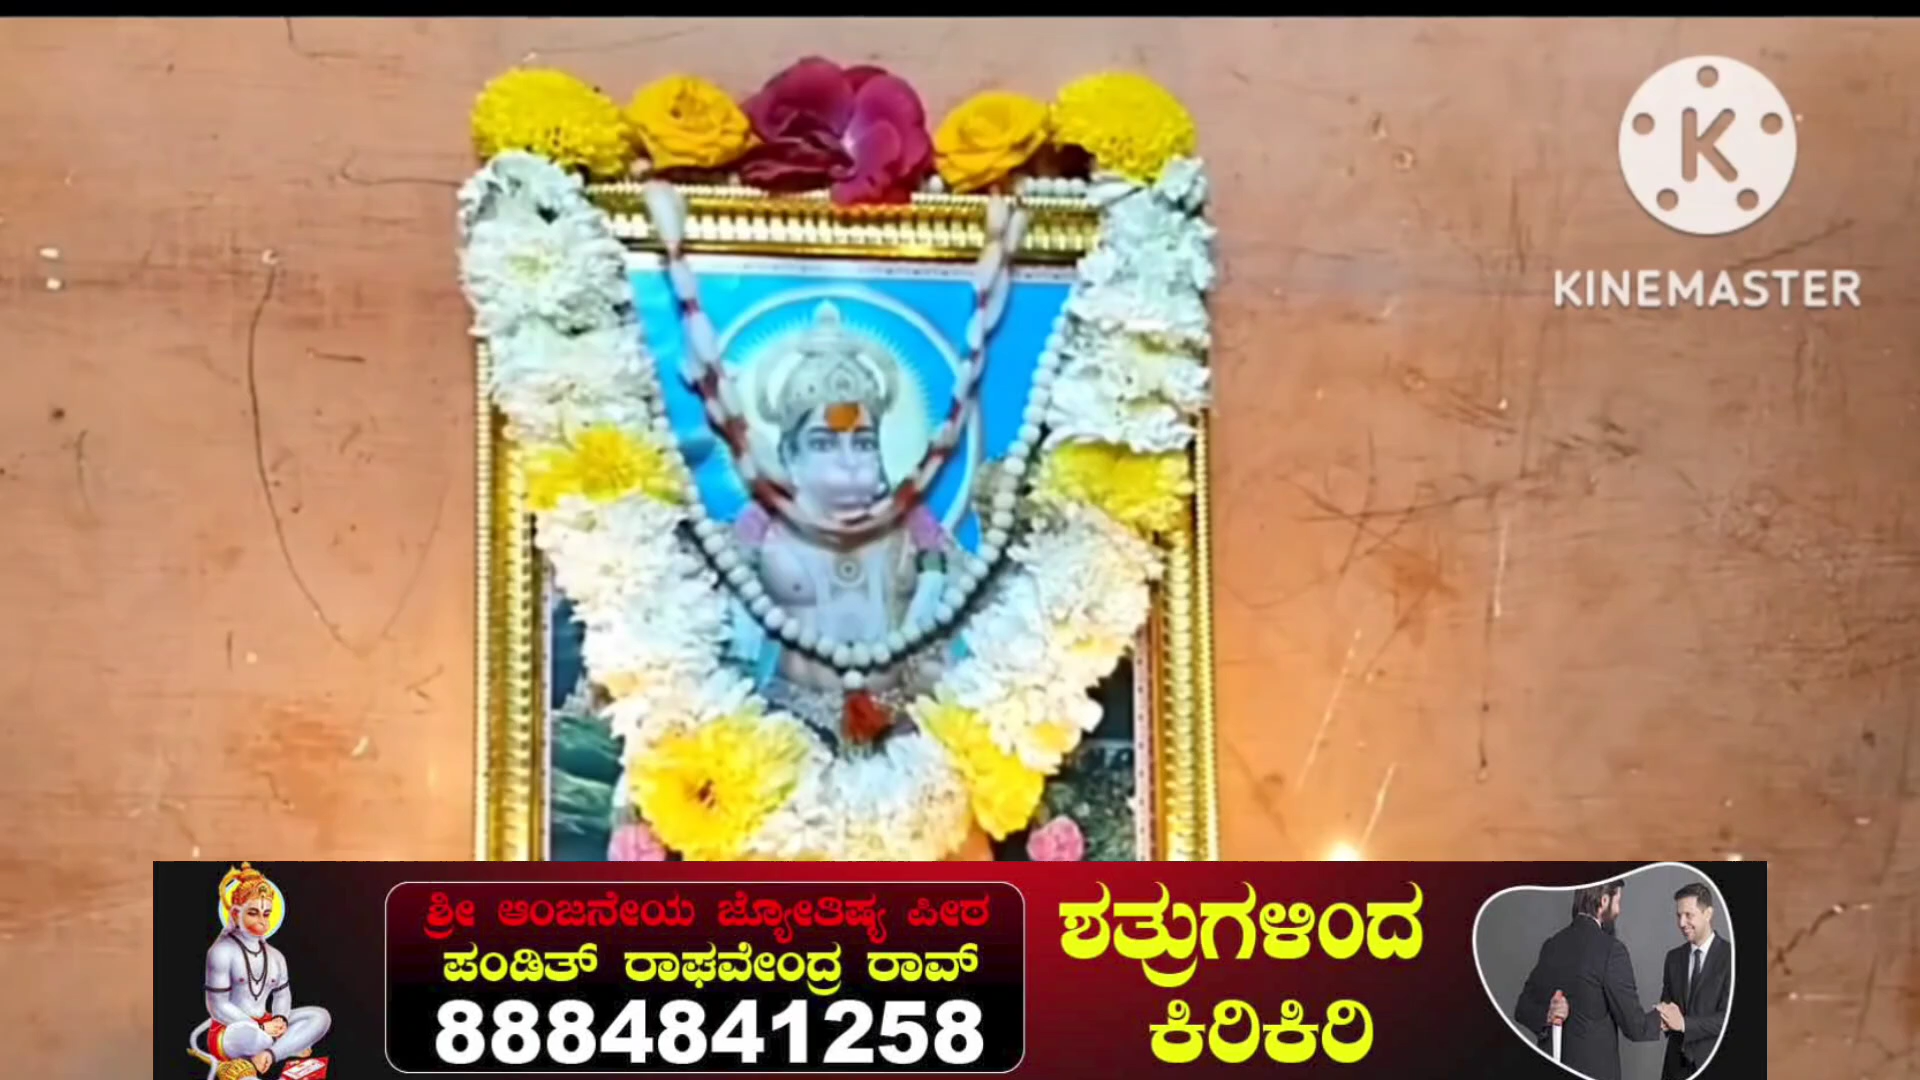 K
KINEMASTER
ಶ್ರೀ ಆಂಜನೇಯ ಜ್ಯೋತಿಷ್ಯ ಪೀಠ
ಪಂಡಿತ್ ರಾಘವೇಂದ್ರ ರಾವ್
8884841258
ಶತ್ರುಗಳಿಂದ
ಕಿರಿಕಿರಿ